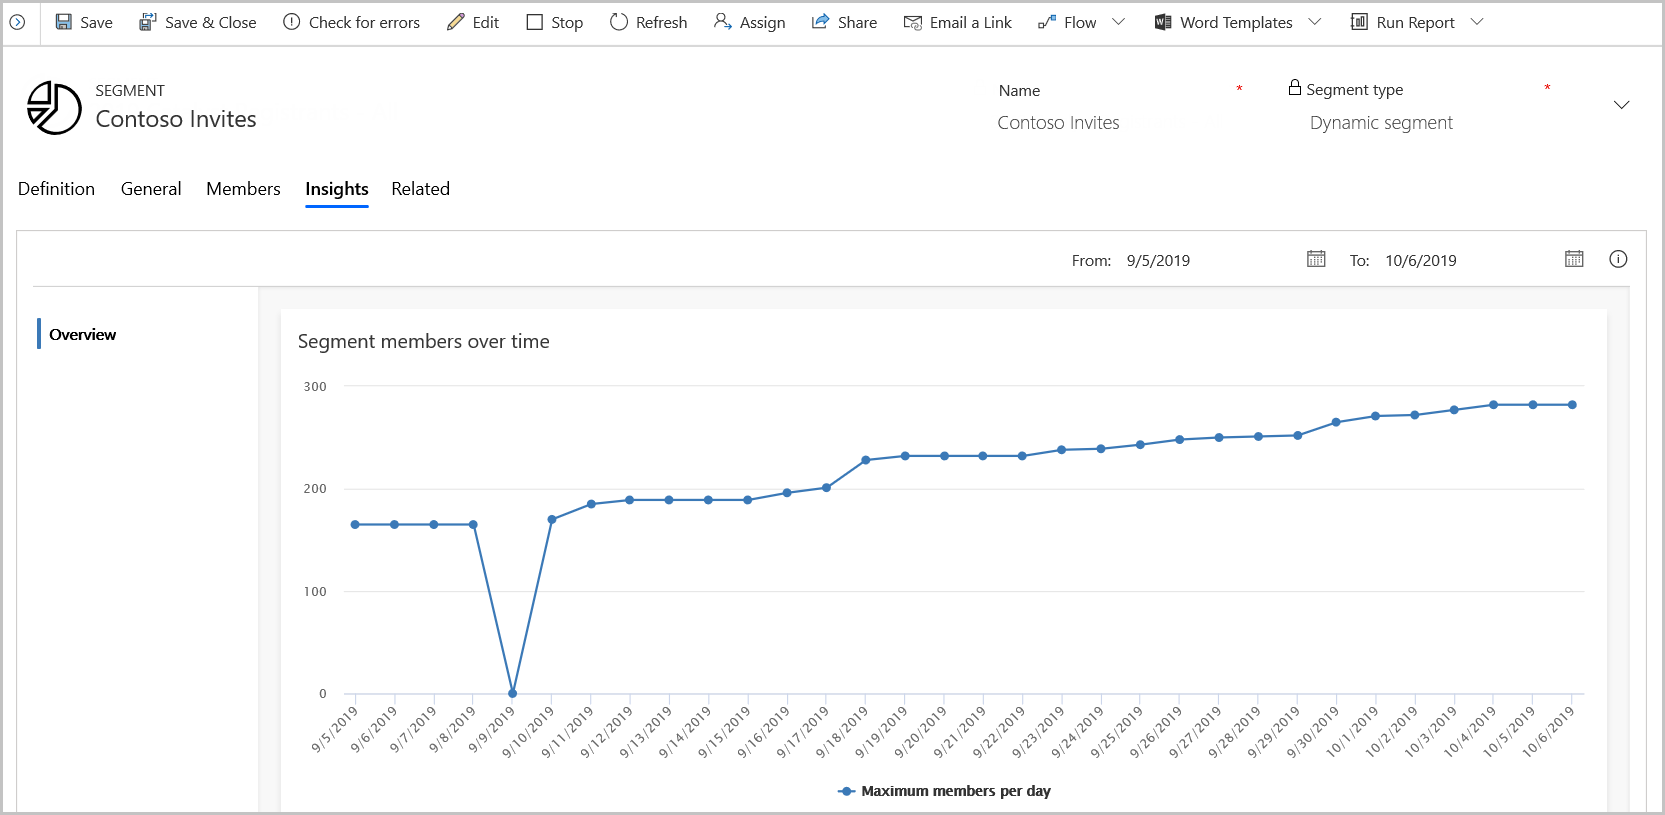 Save Save & Close Check for errors Edit Stop Refresh Assign Share Email a Link Flow Word Templates Run Report
SEGMENT
Contoso Invites
Name * Segment type *
Contoso Invites Dynamic segment
Definition General Members Insights Related
From: 9/5/2019 To: 10/6/2019
Overview
Segment members over time
300
200
100
0
9/5/2019 9/6/2019 9/7/2019 9/8/2019 9/9/2019 9/10/2019 9/11/2019 9/12/2019 9/13/2019 9/14/2019 9/15/2019 9/16/2019 9/17/2019 9/18/2019 9/19/2019 9/20/2019 9/21/2019 9/22/2019 9/23/2019 9/24/2019 9/25/2019 9/26/2019 9/27/2019 9/28/2019 9/29/2019 9/30/2019 10/1/2019 10/2/2019 10/3/2019 10/4/2019 10/5/2019 10/6/2019
Maximum members per day